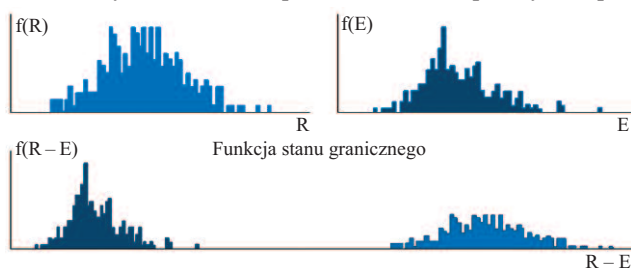 f(R)
R
f(E)
E
f(R – E)
Funkcja stanu granicznego
R – E